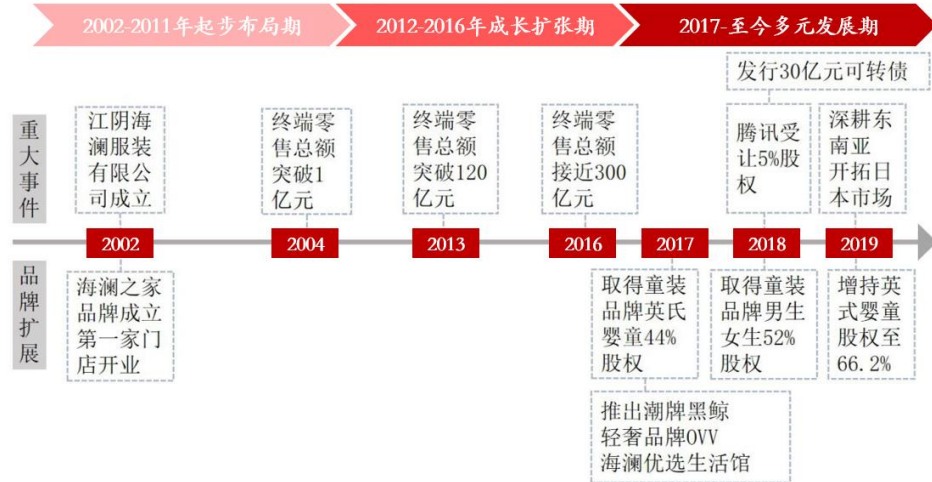 2002-2011年起步布局期
2012-2016年成长扩张期
2017-至今多元发展期
重大事件
江阴海
澜服装
有限公
司成立
终端零
售总额
突破1
亿元
终端零
售总额
突破120
亿元
终端零
售总额
接近300
亿元
发行30亿元可转债
腾讯受
让5%股
权
深耕东
南亚
开拓日
本市场
2002
2004
2013
2016
2017
2018
2019
品牌扩展
海澜之家
品牌成立
第一家门
店开业
取得童装
品牌英氏
婴童44%
股权
推出潮牌黑鲸
轻奢品牌OVV
海澜优选生活馆
取得童装
品牌男生
女生52%
股权
增持英
式婴童
股权至
66.2%